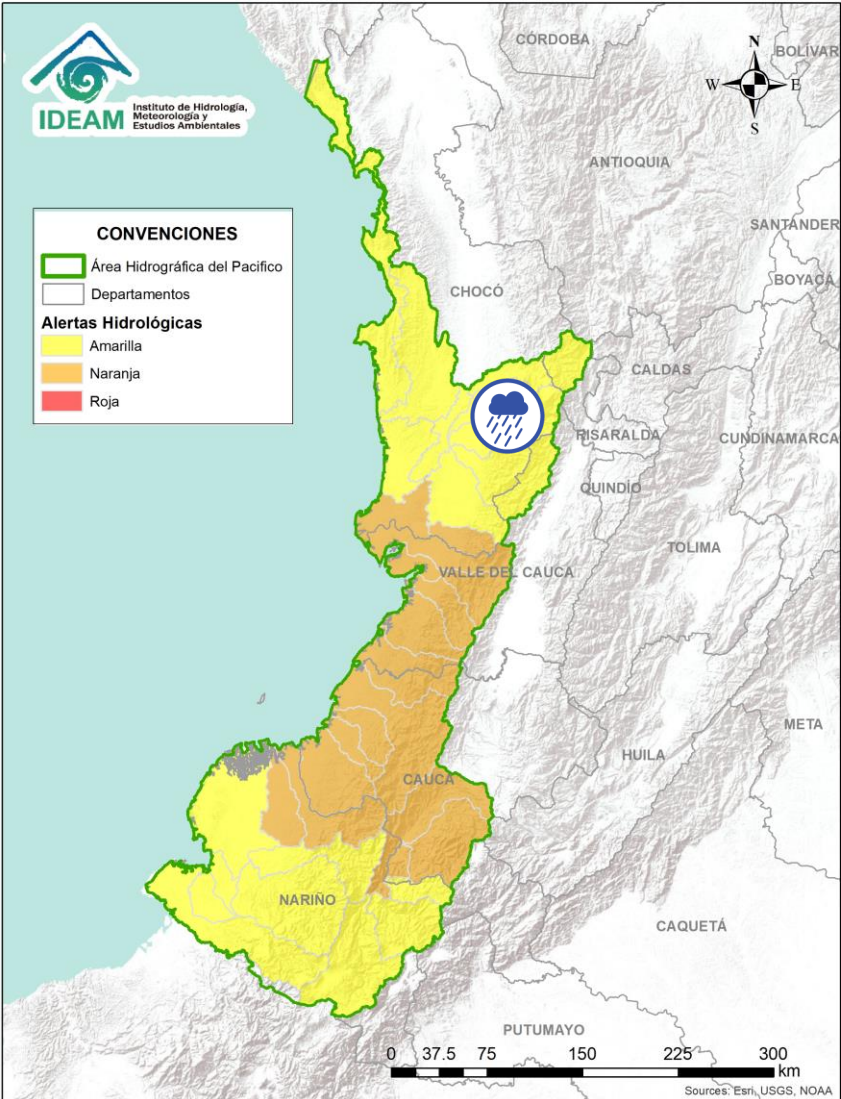 IDEAM
Instituto de Hidrología,
Meteorología y
Estudios Ambientales
CÓRDOBA
BOLÍVAR
N
W
E
S
ANTIOQUIA
SANTANDER
BOYACÁ
CHOCÓ
CONVENCIONES
Área Hidrográfica del Pacifico
Departamentos
Alertas Hidrológicas
Amarilla
Naranja
Roja
CALDAS
RISARALDA
CUNDINAMARCA
QUINDÍO
TOLIMA
VALLE DEL CAUCA
META
HUILA
CAUCA
NARIÑO
CAQUETÁ
PUTUMAYO
0 37.5 75 150 225 300
km
Sources: Esri, USGS, NOAA